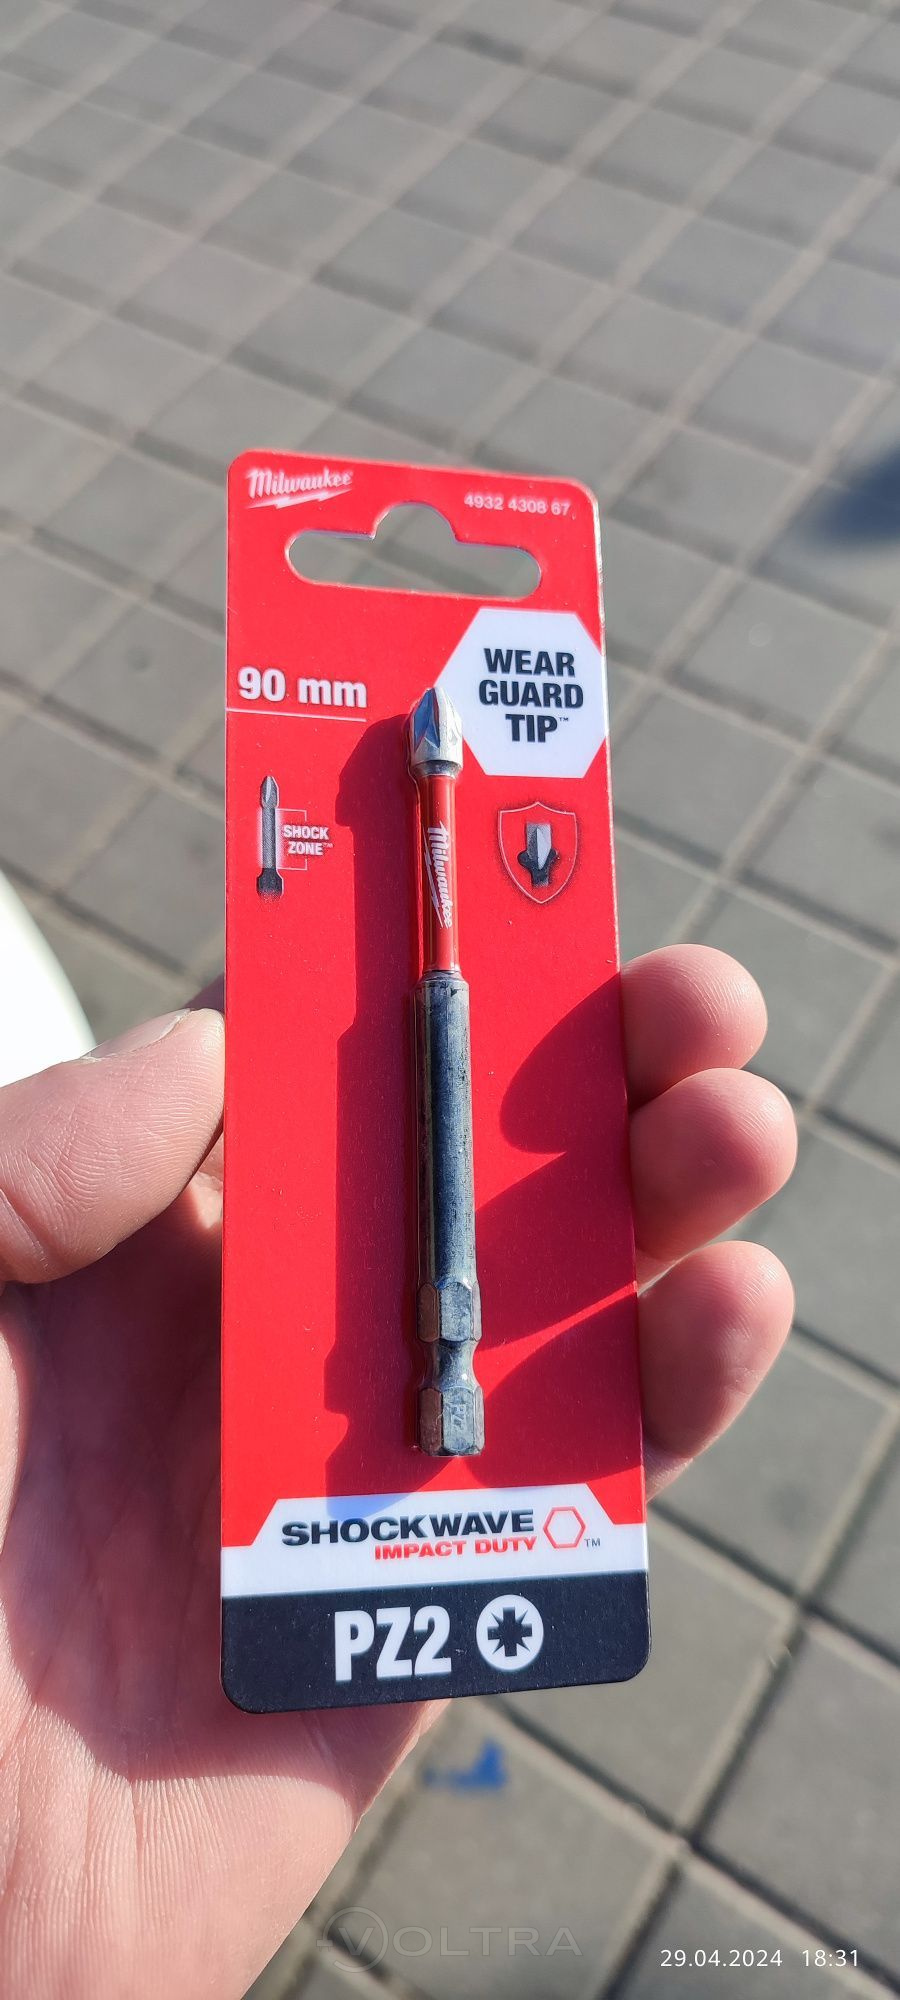 Milwaukee
4932 4308 67
WEAR
GUARD
TIP™
90 mm
SHOCK
ZONE™
Milwaukee
PZ
SHOCKWAVE
IMPACT DUTY ™
PZ2
VOLTRA
29.04.2024 18:31